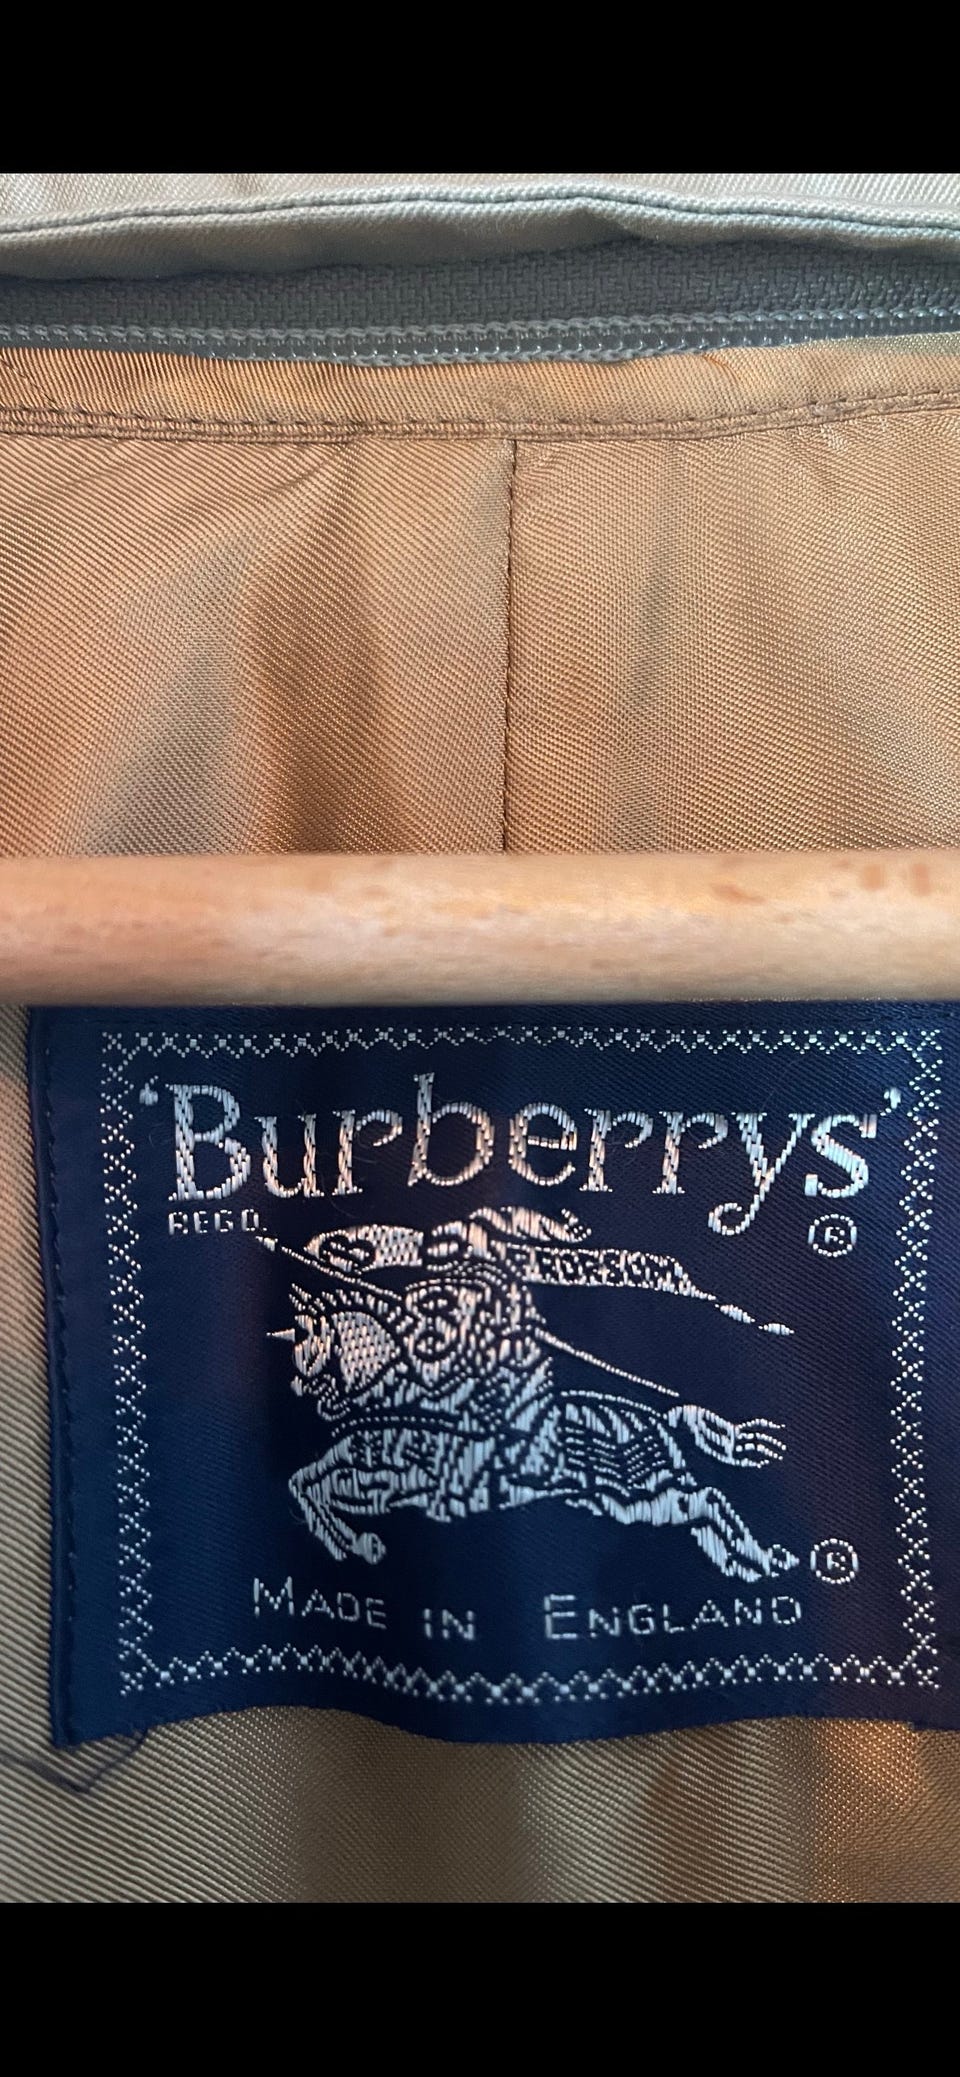 'Burberrys'
REGD. ®
®
MADE IN ENGLAND